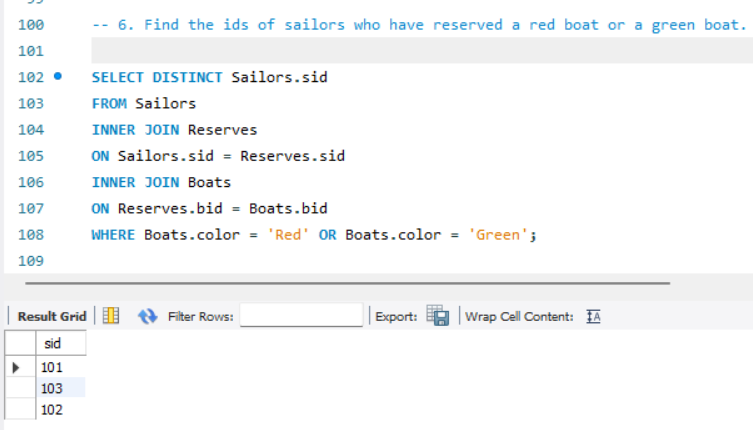 99
100 -- 6. Find the ids of sailors who have reserved a red boat or a green boat.
101
102 SELECT DISTINCT Sailors.sid
103 FROM Sailors
104 INNER JOIN Reserves
105 ON Sailors.sid = Reserves.sid
106 INNER JOIN Boats
107 ON Reserves.bid = Boats.bid
108 WHERE Boats.color = 'Red' OR Boats.color = 'Green';
109
Result Grid Filter Rows: Export: Wrap Cell Content: IA
sid
101
103
102